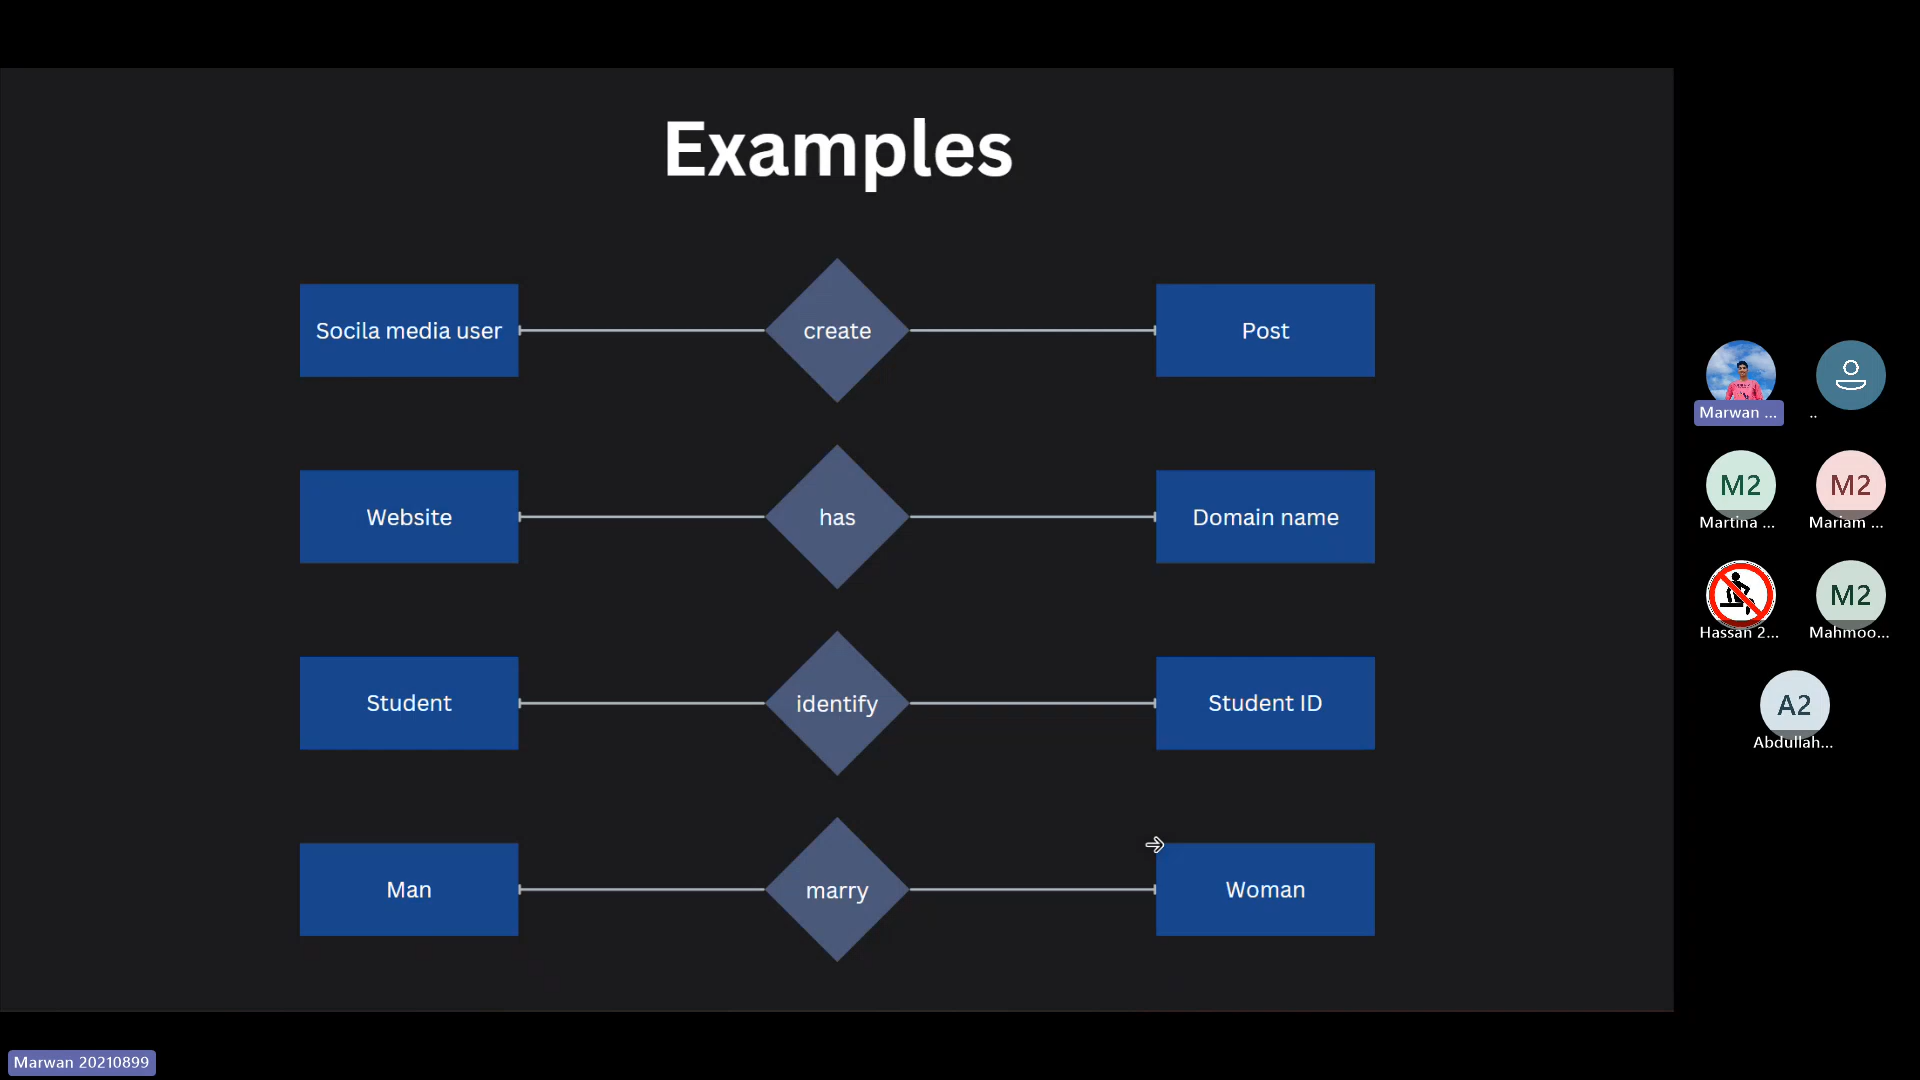 Examples
Socila media user
create
Post
Website
has
Domain name
Student
identify
Student ID
Man
marry
Woman
Marwan ...
..
M2
Martina ...
M2
Mariam ...
Hassan 2...
M2
Mahmoo...
A2
Abdullah...
Marwan 20210899